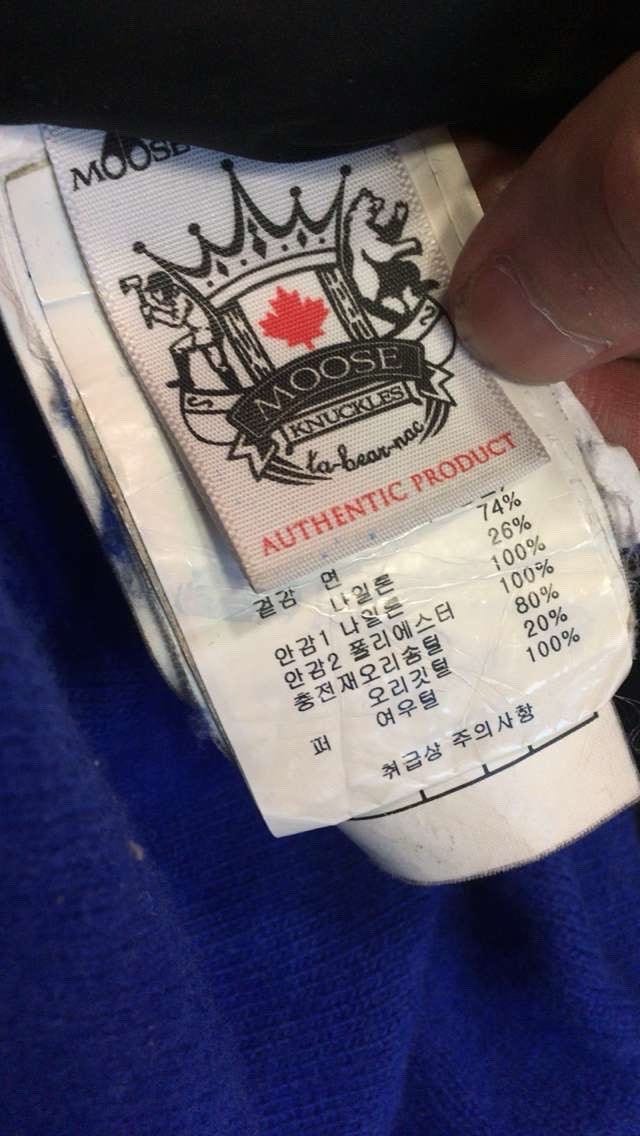 MOOSE
S
2
MOOSE
KNUCKLES
ka-bear-nac
AUTHENTIC PRODUCT
겉감 면 74%
나일론 26%
안감1 나일론 100%
안감2 폴리에스터 100%
충전재오리솜털 80%
오리깃털 20%
퍼 여우털 100%
취급상 주의사항